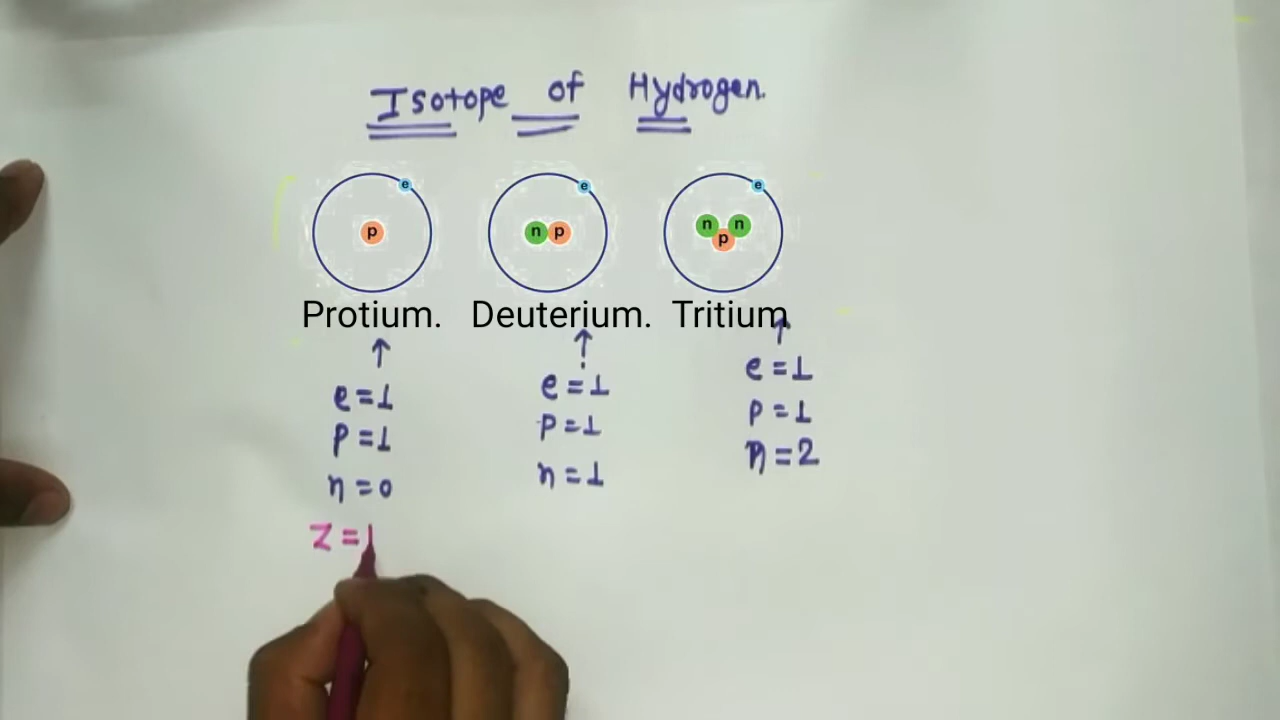 Isotope of Hydrogen.
e e e
p n p n n p
Protium. Deuterium. Tritium
e = 1 e = 1 e = 1
p = 1 p = 1 p = 1
n = 0 n = 1 n = 2
Z = 1